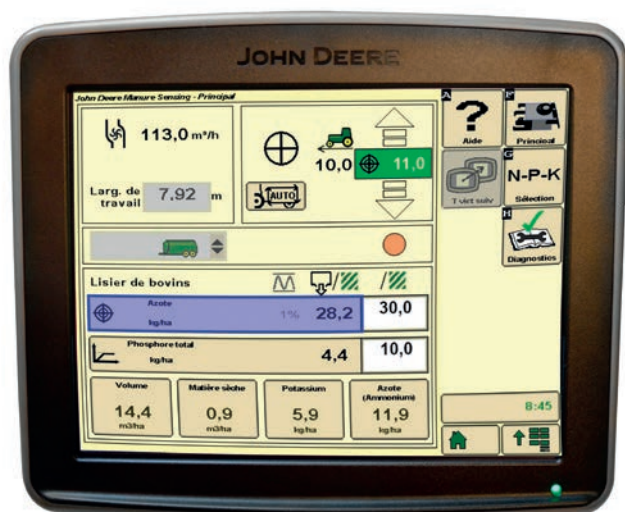 JOHN DEERE
John Deere Manure Sensing - Principal
113,0 m³/h
Larg. de
travail
7,92 m
10,0
11,0
AUTO
Lisier de bovins
Azote
kg/ha
1% 28,2 30,0
Phosphore total
kg/ha
4,4 10,0
Volume
14,4
m3/ha
Matière sèche
0,9
m3/ha
Potassium
5,9
kg/ha
Azote
(Ammonium)
11,9
kg/ha
A
?
Aide
F
Principal
T vict suiv
G
N-P-K
Sélection
H
Diagnostics
8:45